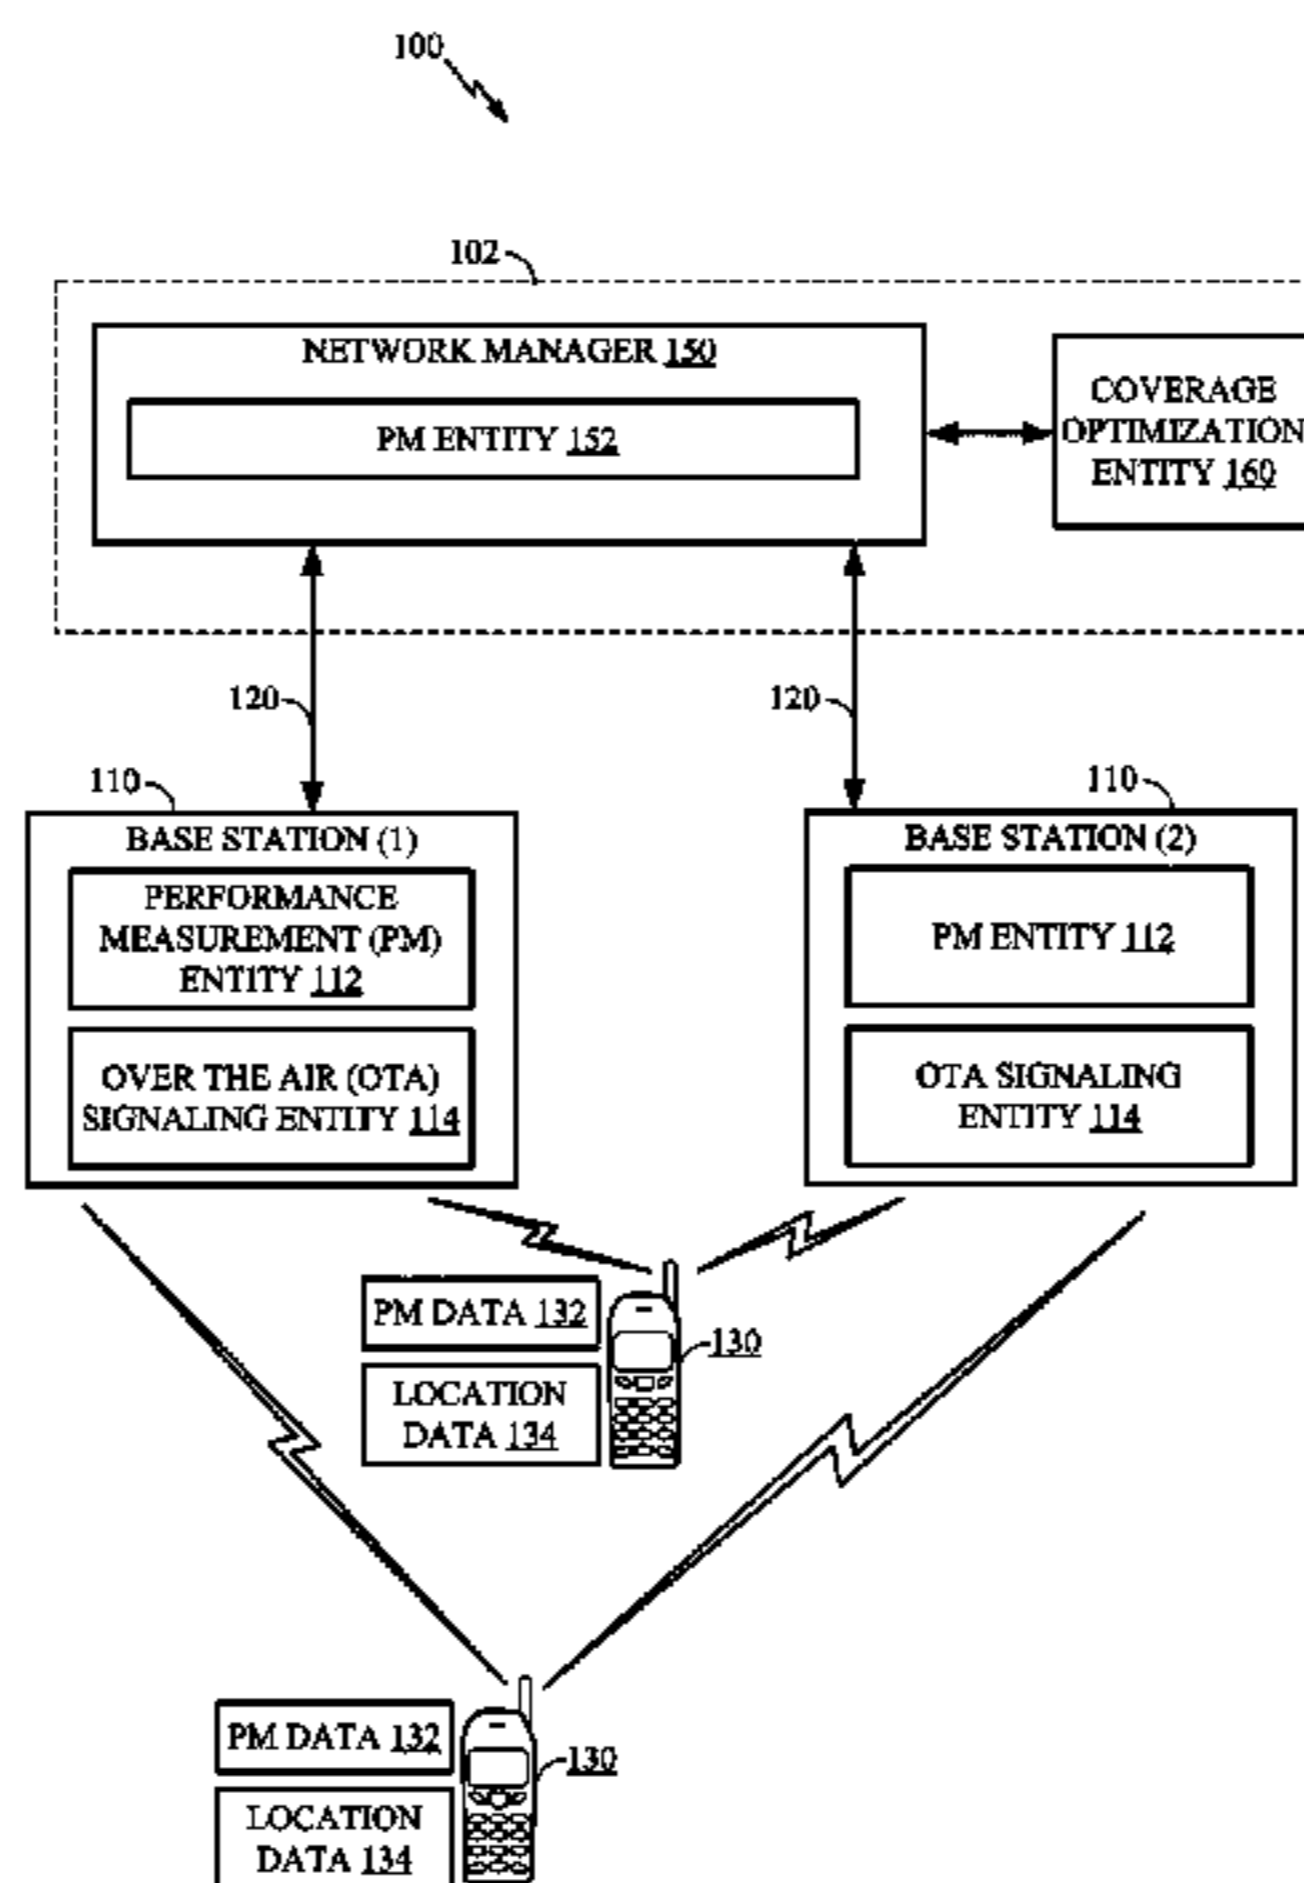 100
102
NETWORK MANAGER 150
PM ENTITY 152
COVERAGE
OPTIMIZATION
ENTITY 160
120
120
110
110
BASE STATION (1)
PERFORMANCE
MEASUREMENT (PM)
ENTITY 112
OVER THE AIR (OTA)
SIGNALING ENTITY 114
BASE STATION (2)
PM ENTITY 112
OTA SIGNALING
ENTITY 114
PM DATA 132
LOCATION
DATA 134
130
PM DATA 132
LOCATION
DATA 134
130